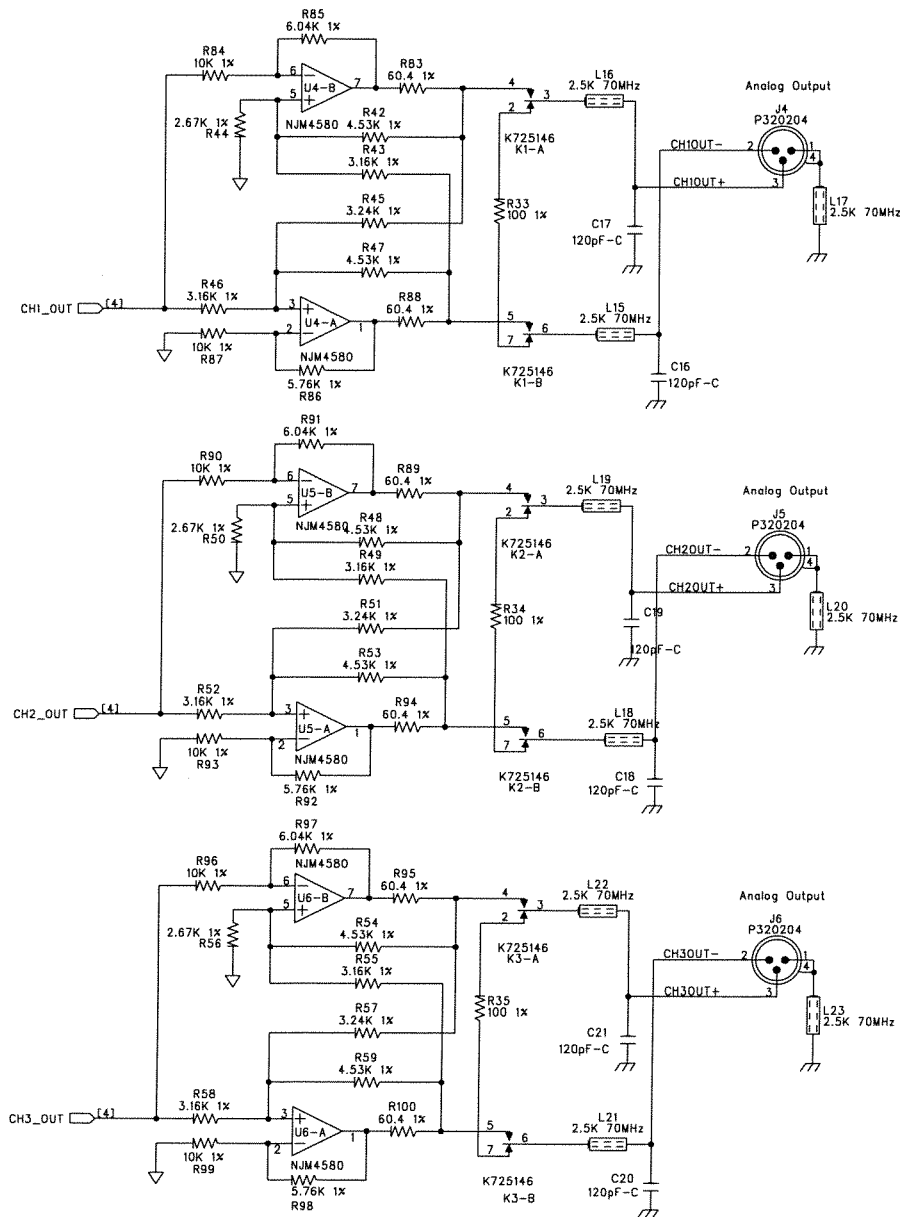 R85
6.04K 1%
R84
10K 1%
6
U4-B
7
5
R83
60.4 1%
2.67K 1%
R44
NJM4580
R42
4.53K 1%
R43
3.16K 1%
R45
3.24K 1%
R47
4.53K 1%
CH1_OUT
[4]
R46
3.16K 1%
3
U4-A
1
2
10K 1%
R87
NJM4580
5.76K 1%
R86
R88
60.4 1%
4
3
2
K725146
K1-A
R33
100 1%
5
6
7
K725146
K1-B
L16
2.5K 70MHz
C17
120pF-C
L15
2.5K 70MHz
C16
120pF-C
Analog Output
J4
P320204
CH1OUT-
2
1
4
CH1OUT+
3
L17
2.5K 70MHz
R91
6.04K 1%
R90
10K 1%
6
U5-B
7
5
R89
60.4 1%
2.67K 1%
R50
NJM4580
R48
4.53K 1%
R49
3.16K 1%
R51
3.24K 1%
R53
4.53K 1%
CH2_OUT
[4]
R52
3.16K 1%
3
U5-A
1
2
10K 1%
R93
NJM4580
5.76K 1%
R92
R94
60.4 1%
4
3
2
K725146
K2-A
R34
100 1%
5
6
7
K725146
K2-B
L19
2.5K 70MHz
C19
120pF-C
L18
2.5K 70MHz
C18
120pF-C
Analog Output
J5
P320204
CH2OUT-
2
1
4
CH2OUT+
3
L20
2.5K 70MHz
R97
6.04K 1%
NJM4580
R96
10K 1%
6
U6-B
7
5
R95
60.4 1%
2.67K 1%
R56
R54
4.53K 1%
R55
3.16K 1%
R57
3.24K 1%
R59
4.53K 1%
CH3_OUT
[4]
R58
3.16K 1%
3
U6-A
1
2
10K 1%
R99
NJM4580
5.76K 1%
R98
R100
60.4 1%
4
3
2
K725146
K3-A
R35
100 1%
5
6
7
K725146
K3-B
L22
2.5K 70MHz
C21
120pF-C
L21
2.5K 70MHz
C20
120pF-C
Analog Output
J6
P320204
CH3OUT-
2
1
4
CH3OUT+
3
L23
2.5K 70MHz